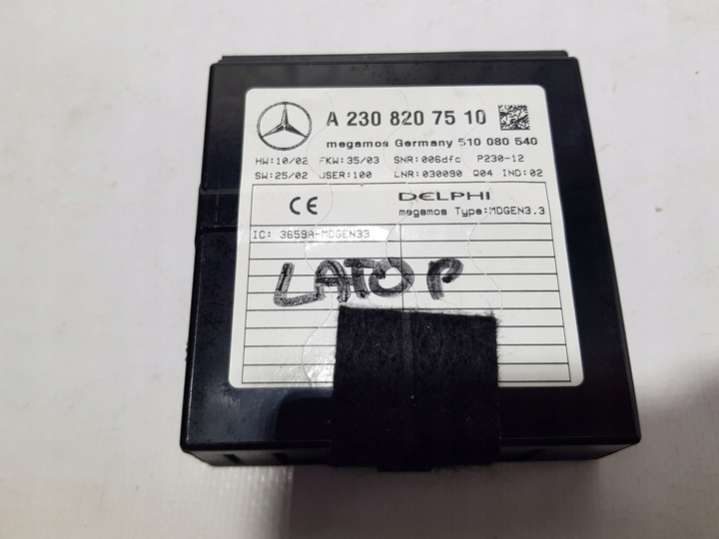 A 230 820 75 10
megamos Germany 510 080 540
HW:10/02 FKW:35/03 SNR:006dfc P230-12
SW:25/02 USER:100 LNR:030090 Q04 IND:02
CE DELPHI
megamos Type:MDGEN3.3
IC: 3659A-MDGEN33
LATO P